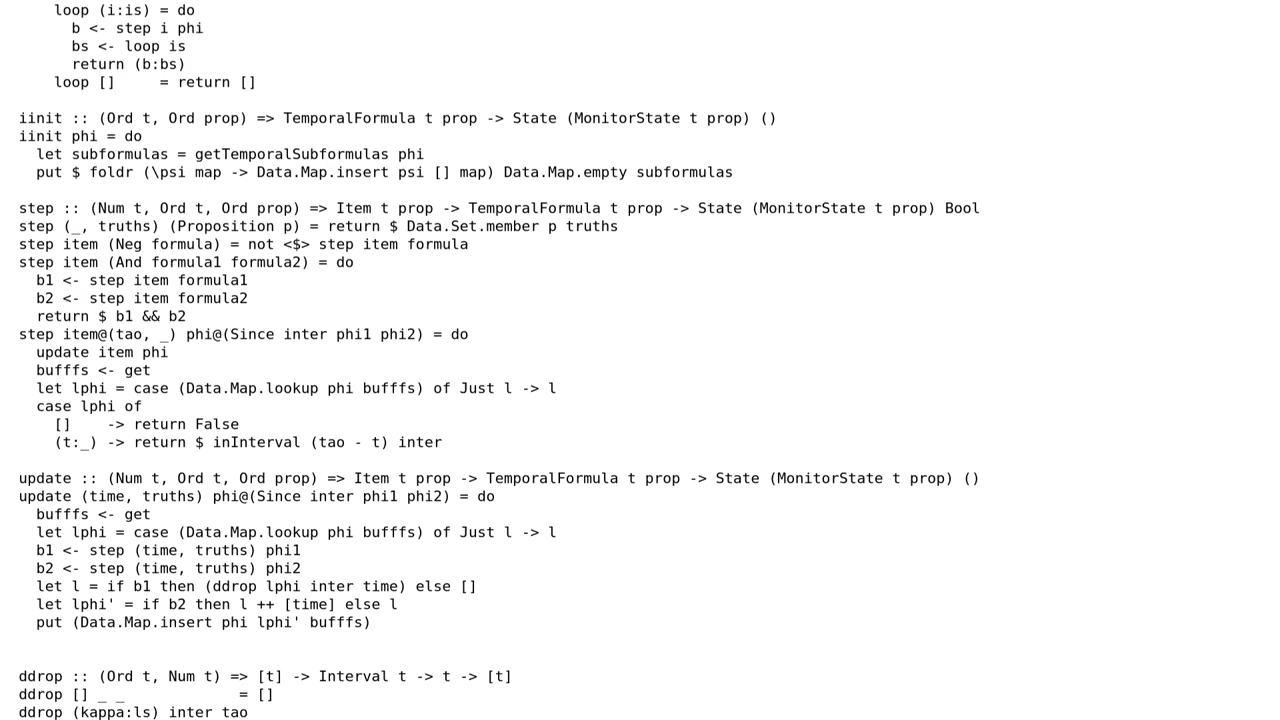 loop (i:is) = do
      b <- step i phi
      bs <- loop is
      return (b:bs)
    loop []     = return []

iinit :: (Ord t, Ord prop) => TemporalFormula t prop -> State (MonitorState t prop) ()
iinit phi = do
  let subformulas = getTemporalSubformulas phi
  put $ foldr (\psi map -> Data.Map.insert psi [] map) Data.Map.empty subformulas

step :: (Num t, Ord t, Ord prop) => Item t prop -> TemporalFormula t prop -> State (MonitorState t prop) Bool
step (_, truths) (Proposition p) = return $ Data.Set.member p truths
step item (Neg formula) = not <$> step item formula
step item (And formula1 formula2) = do
  b1 <- step item formula1
  b2 <- step item formula2
  return $ b1 && b2
step item@(tao, _) phi@(Since inter phi1 phi2) = do
  update item phi
  bufffs <- get
  let lphi = case (Data.Map.lookup phi bufffs) of Just l -> l
  case lphi of
    []    -> return False
    (t:_) -> return $ inInterval (tao - t) inter

update :: (Num t, Ord t, Ord prop) => Item t prop -> TemporalFormula t prop -> State (MonitorState t prop) ()
update (time, truths) phi@(Since inter phi1 phi2) = do
  bufffs <- get
  let lphi = case (Data.Map.lookup phi bufffs) of Just l -> l
  b1 <- step (time, truths) phi1
  b2 <- step (time, truths) phi2
  let l = if b1 then (ddrop lphi inter time) else []
  let lphi' = if b2 then l ++ [time] else l
  put (Data.Map.insert phi lphi' bufffs)


ddrop :: (Ord t, Num t) => [t] -> Interval t -> t -> [t]
ddrop [] _ _             = []
ddrop (kappa:ls) inter tao